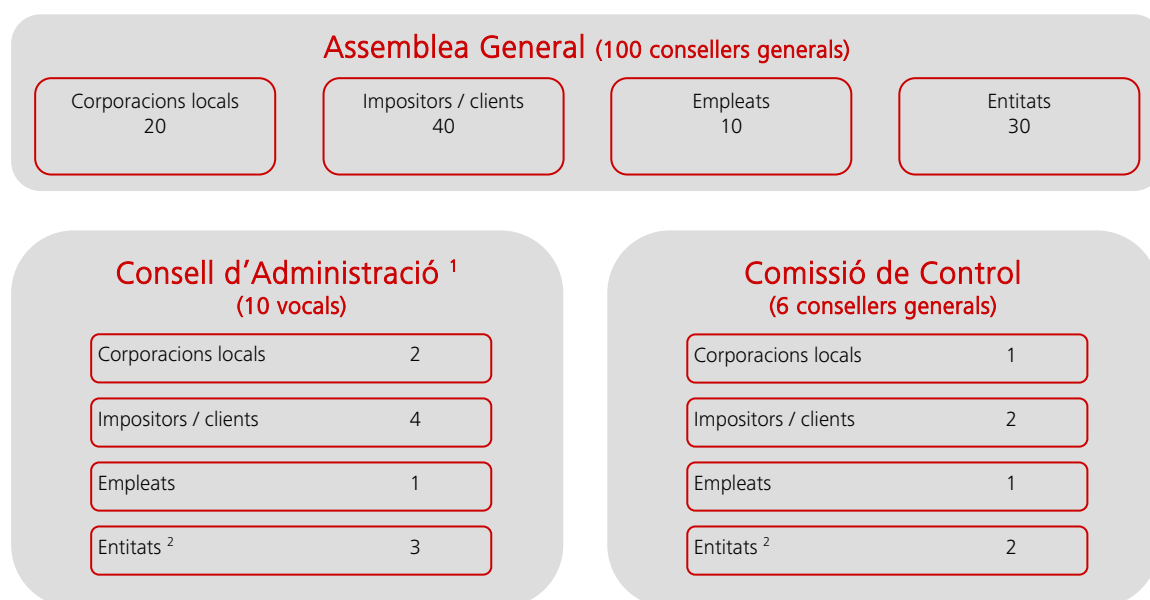 Assemblea General (100 consellers generals)
Corporacions locals
20
Impositors / clients
40
Empleats
10
Entitats
30
Consell d’Administració ¹
(10 vocals)
Corporacions locals 2
Impositors / clients 4
Empleats 1
Entitats ² 3
Comissió de Control
(6 consellers generals)
Corporacions locals 1
Impositors / clients 2
Empleats 1
Entitats ² 2